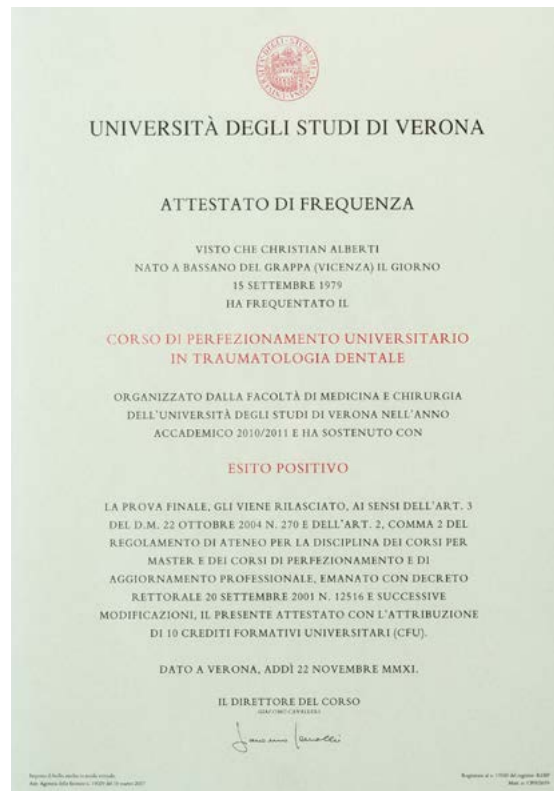 UNIVERSITÀ DEGLI STUDI DI VERONA
ATTESTATO DI FREQUENZA
VISTO CHE CHRISTIAN ALBERTI
NATO A BASSANO DEL GRAPPA (VICENZA) IL GIORNO
15 SETTEMBRE 1979
HA FREQUENTATO IL
CORSO DI PERFEZIONAMENTO UNIVERSITARIO
IN TRAUMATOLOGIA DENTALE
ORGANIZZATO DALLA FACOLTÀ DI MEDICINA E CHIRURGIA
DELL'UNIVERSITÀ DEGLI STUDI DI VERONA NELL'ANNO
ACCADEMICO 2010/2011 E HA SOSTENUTO CON
ESITO POSITIVO
LA PROVA FINALE, GLI VIENE RILASCIATO, AI SENSI DELL'ART. 3
DEL D.M. 22 OTTOBRE 2004 N. 270 E DELL'ART. 2, COMMA 2 DEL
REGOLAMENTO DI ATENEO PER LA DISCIPLINA DEI CORSI PER
MASTER E DEI CORSI DI PERFEZIONAMENTO E DI
AGGIORNAMENTO PROFESSIONALE, EMANATO CON DECRETO
RETTORALE 20 SETTEMBRE 2001 N. 12516 E SUCCESSIVE
MODIFICAZIONI, IL PRESENTE ATTESTATO CON L'ATTRIBUZIONE
DI 10 CREDITI FORMATIVI UNIVERSITARI (CFU).
DATO A VERONA, ADDÌ 22 NOVEMBRE MMXI.
IL DIRETTORE DEL CORSO
GIACOMO CAVALLERI